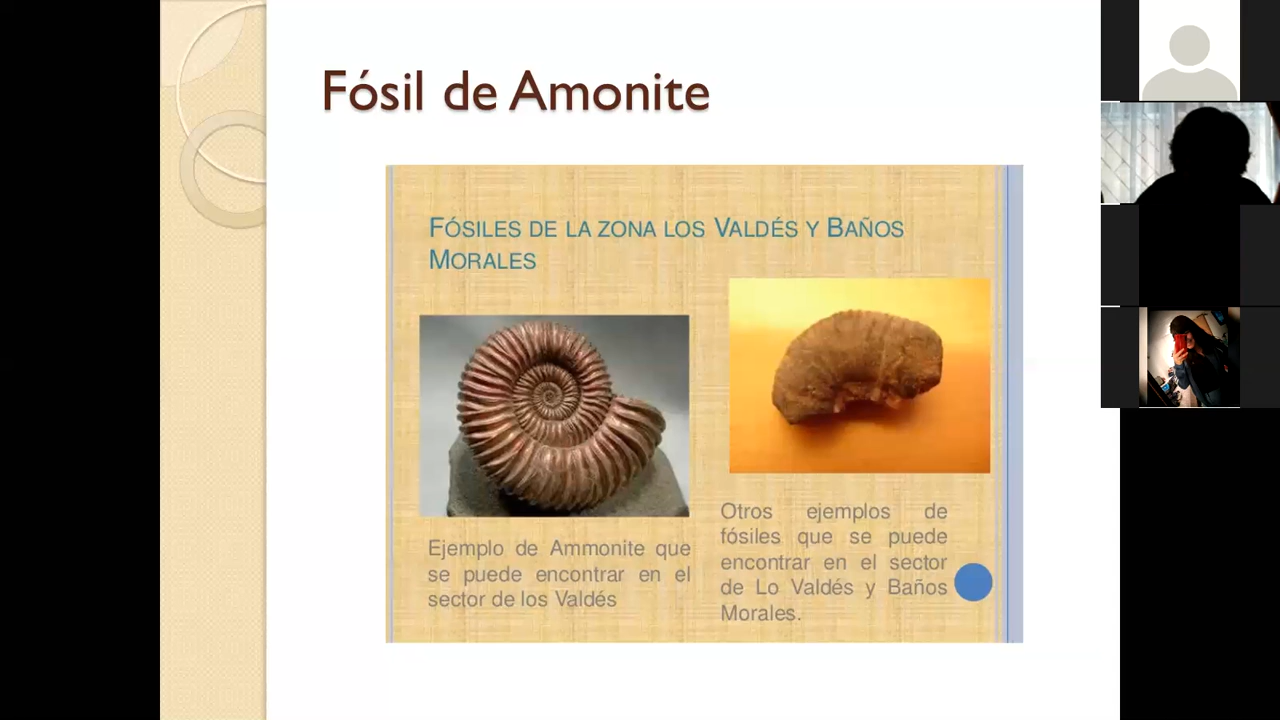 Fósil de Amonite
FÓSILES DE LA ZONA LOS VALDÉS Y BAÑOS
MORALES
Ejemplo de Ammonite que
se puede encontrar en el
sector de los Valdés
Otros ejemplos de
fósiles que se puede
encontrar en el sector
de Lo Valdés y Baños
Morales.